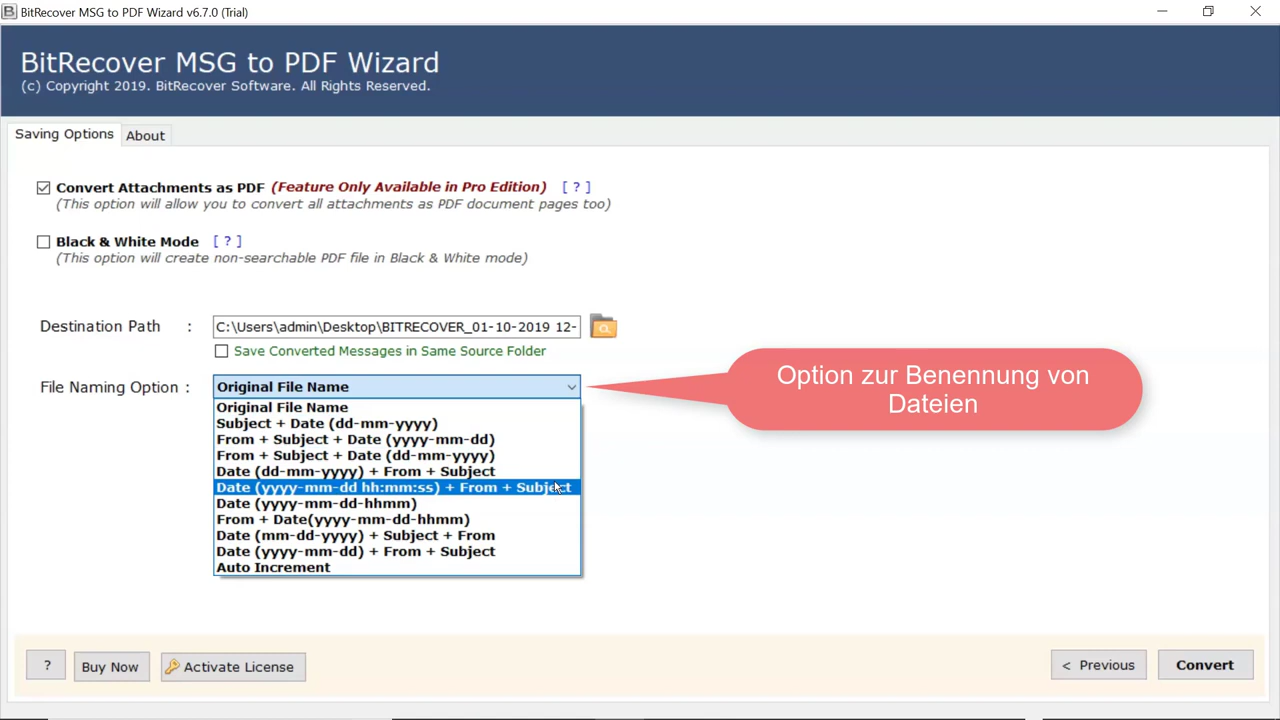 BitRecover MSG to PDF Wizard v6.7.0 (Trial)
BitRecover MSG to PDF Wizard
(c) Copyright 2019. BitRecover Software. All Rights Reserved.
Saving Options
About
Convert Attachments as PDF (Feature Only Available in Pro Edition) [ ? ]
(This option will allow you to convert all attachments as PDF document pages too)
Black & White Mode [ ? ]
(This option will create non-searchable PDF file in Black & White mode)
Destination Path :
C:\Users\admin\Desktop\BITRECOVER_01-10-2019 12-
Save Converted Messages in Same Source Folder
File Naming Option :
Original File Name
Original File Name
Subject + Date (dd-mm-yyyy)
From + Subject + Date (yyyy-mm-dd)
From + Subject + Date (dd-mm-yyyy)
Date (dd-mm-yyyy) + From + Subject
Date (yyyy-mm-dd hh:mm:ss) + From + Subject
Date (yyyy-mm-dd-hhmm)
From + Date(yyyy-mm-dd-hhmm)
Date (mm-dd-yyyy) + Subject + From
Date (yyyy-mm-dd) + From + Subject
Auto Increment
Option zur Benennung von
Dateien
?
Buy Now
Activate License
< Previous
Convert